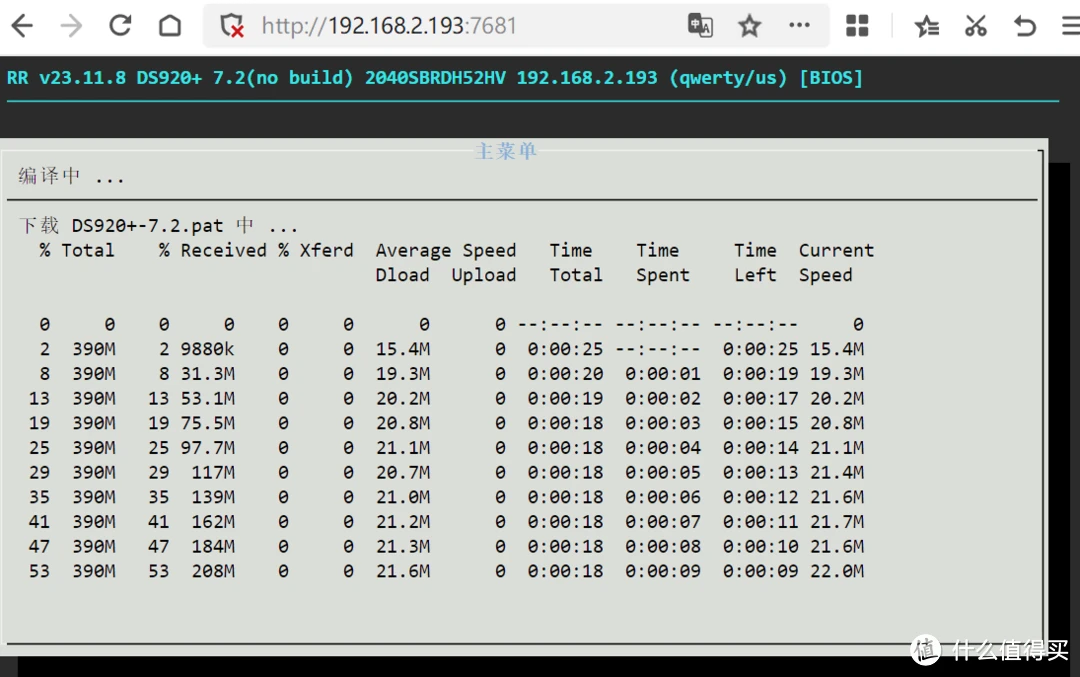 http://192.168.2.193:7681
RR v23.11.8 DS920+ 7.2(no build) 2040SBRDH52HV 192.168.2.193 (qwerty/us) [BIOS]
主菜单
编译中 ...
下载 DS920+-7.2.pat 中 ...
% Total % Received % Xferd Average Speed Time Time Time Current
Dload Upload Total Spent Left Speed
0 0 0 0 0 0 0 0 --:--:-- --:--:-- --:--:-- 0
2 390M 2 9880k 0 0 15.4M 0 0:00:25 --:--:-- 0:00:25 15.4M
8 390M 8 31.3M 0 0 19.3M 0 0:00:20 0:00:01 0:00:19 19.3M
13 390M 13 53.1M 0 0 20.2M 0 0:00:19 0:00:02 0:00:17 20.2M
19 390M 19 75.5M 0 0 20.8M 0 0:00:18 0:00:03 0:00:15 20.8M
25 390M 25 97.7M 0 0 21.1M 0 0:00:18 0:00:04 0:00:14 21.1M
29 390M 29 117M 0 0 20.7M 0 0:00:18 0:00:05 0:00:13 21.4M
35 390M 35 139M 0 0 21.0M 0 0:00:18 0:00:06 0:00:12 21.6M
41 390M 41 162M 0 0 21.2M 0 0:00:18 0:00:07 0:00:11 21.7M
47 390M 47 184M 0 0 21.3M 0 0:00:18 0:00:08 0:00:10 21.6M
53 390M 53 208M 0 0 21.6M 0 0:00:18 0:00:09 0:00:09 22.0M
值 什么值得买